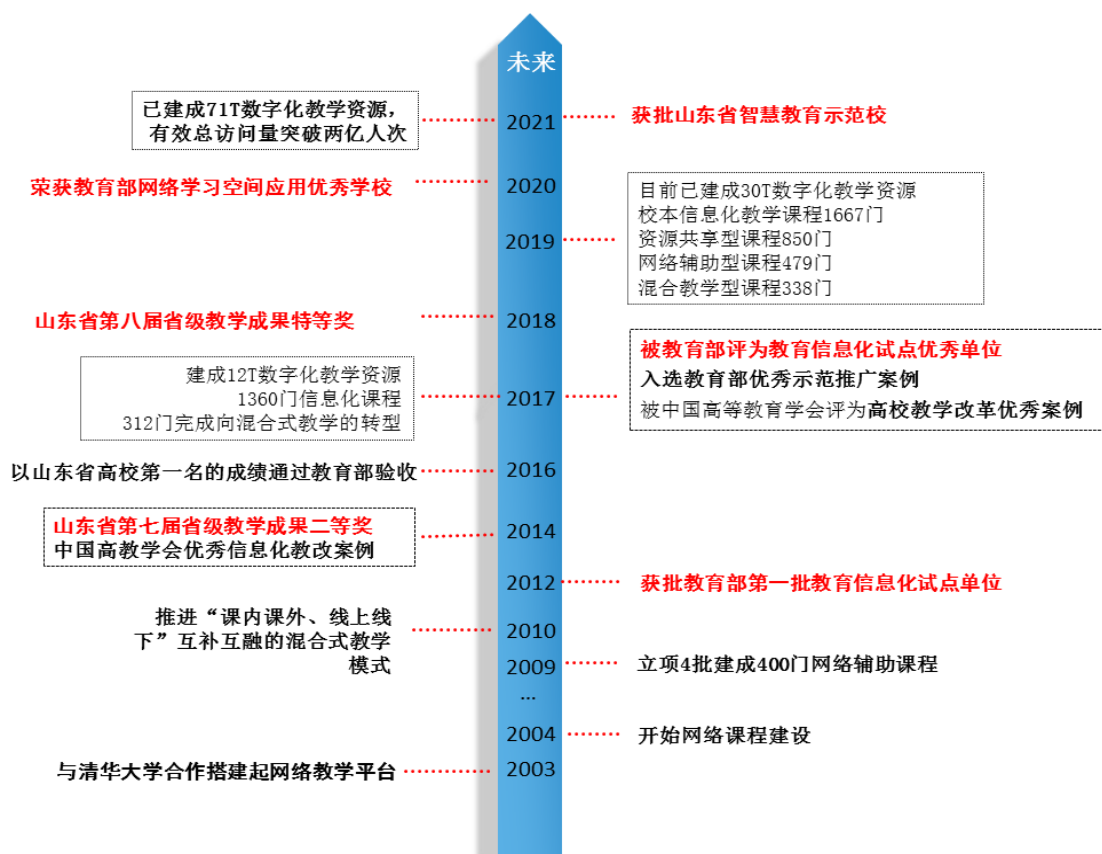 未来
已建成71T数字化教学资源，
有效总访问量突破两亿人次
2021
获批山东省智慧教育示范校
荣获教育部网络学习空间应用优秀学校
2020
2019
目前已建成30T数字化教学资源
校本信息化教学课程1667门
资源共享型课程850门
网络辅助型课程479门
混合教学型课程338门
山东省第八届省级教学成果特等奖
2018
建成12T数字化教学资源
1360门信息化课程
312门完成向混合式教学的转型
2017
被教育部评为教育信息化试点优秀单位
入选教育部优秀示范推广案例
被中国高等教育学会评为高校教学改革优秀案例
以山东省高校第一名的成绩通过教育部验收
2016
山东省第七届省级教学成果二等奖
中国高教学会优秀信息化教改案例
2014
2012
获批教育部第一批教育信息化试点单位
推进“课内课外、线上线
下”互补互融的混合式教学
模式
2010
2009
立项4批建成400门网络辅助课程
...
2004
开始网络课程建设
与清华大学合作搭建起网络教学平台
2003